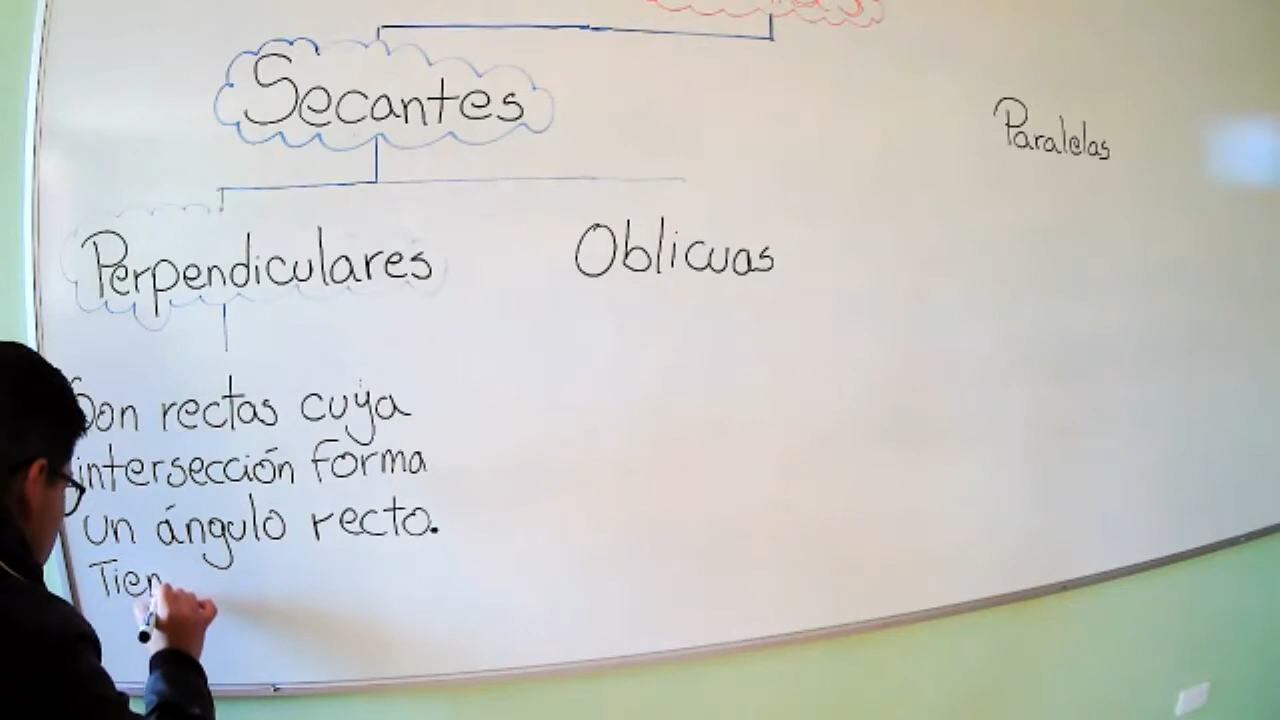 Secantes
Paralelas
Perpendiculares
Oblicuas
Son rectas cuya
intersección forma
un ángulo recto.
Tien